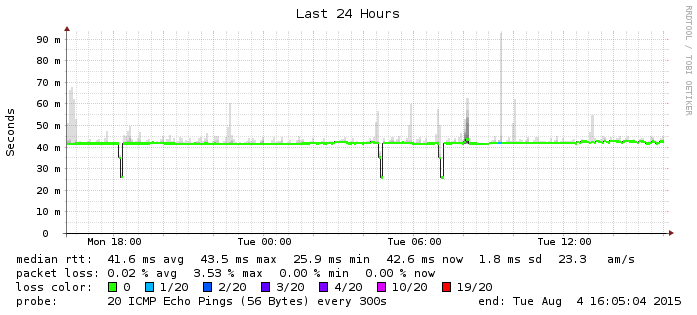 Last 24 Hours
RRDTOOL / TOBI OETIKER
Seconds
90 m
80 m
70 m
60 m
50 m
40 m
30 m
20 m
10 m
0
Mon 18:00 Tue 00:00 Tue 06:00 Tue 12:00
median rtt: 41.6 ms avg 43.5 ms max 25.9 ms min 42.6 ms now 1.8 ms sd 23.3 am/s
packet loss: 0.02 % avg 3.53 % max 0.00 % min 0.00 % now
loss color: 0 1/20 2/20 3/20 4/20 10/20 19/20
probe: 20 ICMP Echo Pings (56 Bytes) every 300s end: Tue Aug 4 16:05:04 2015